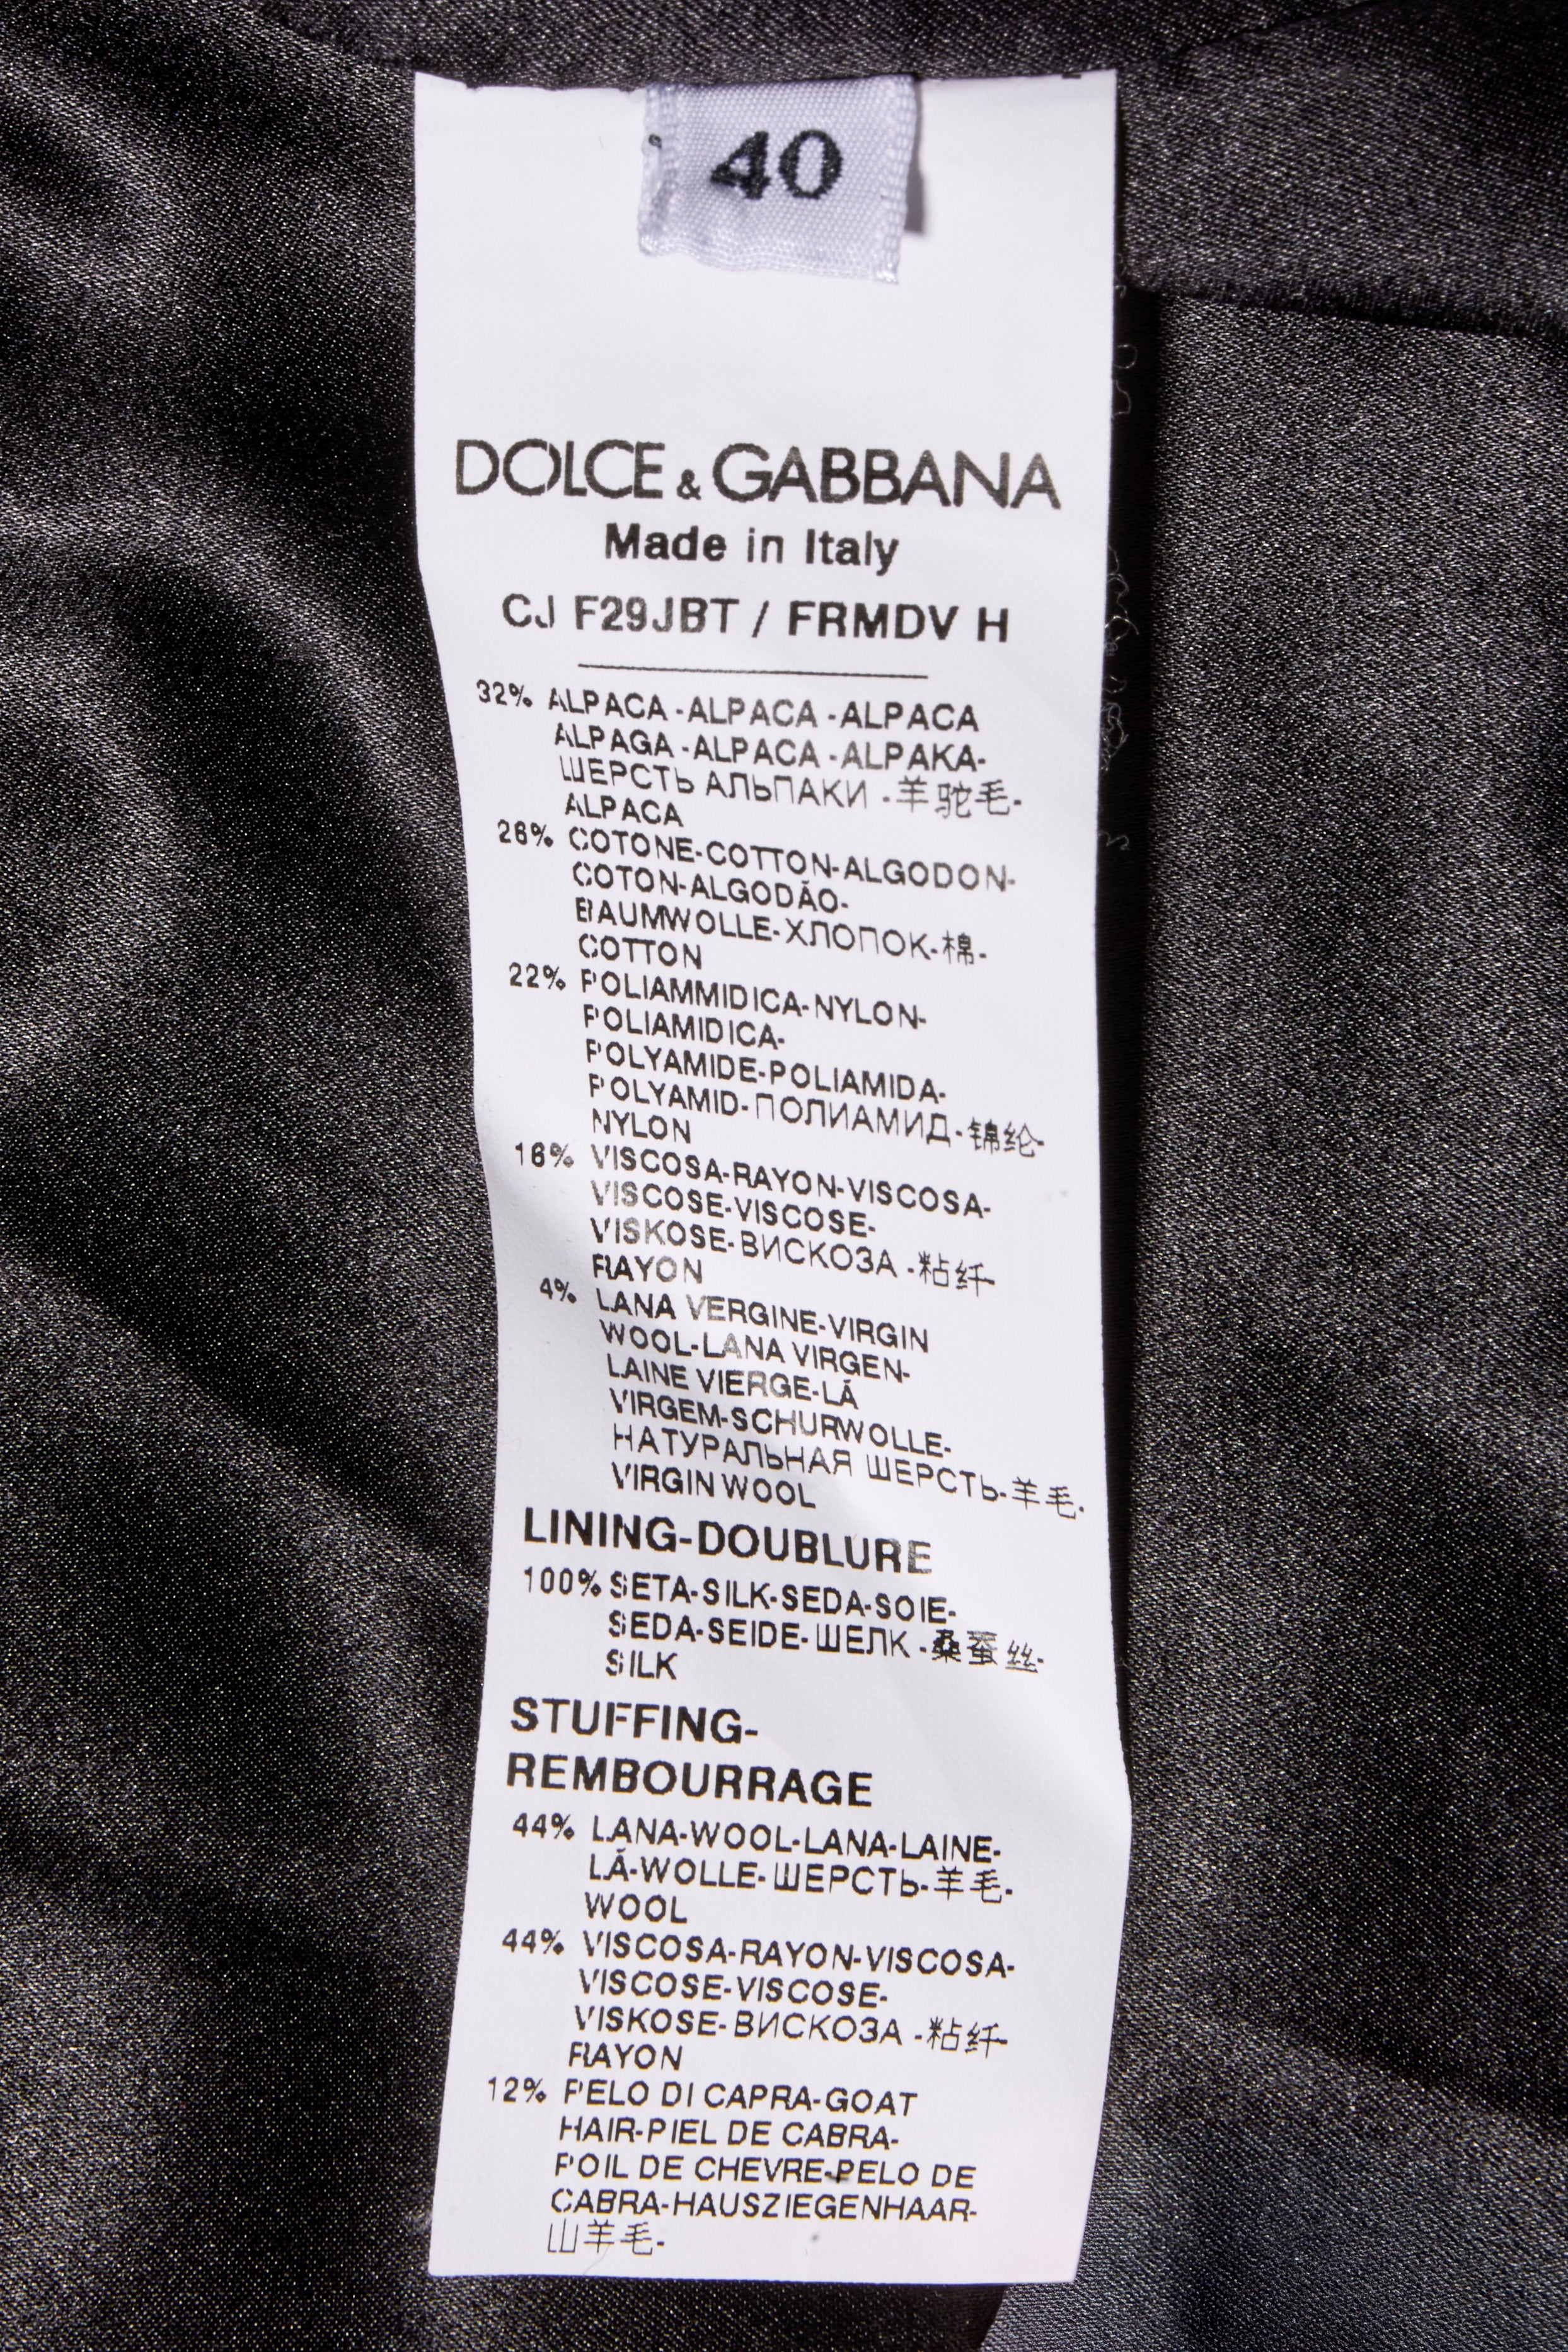 40
DOLCE & GABBANA
Made in Italy
CJ F29JBT / FRMDV H
32% ALPACA -ALPACA -ALPACA
ALPAGA -ALPACA -ALPAKA-
ШЕРСТЬ АЛЬПАКИ -羊驼毛-
ALPACA
26% COTONE-COTTON-ALGODON-
COTON-ALGODÃO-
BAUMWOLLE-ХЛОПОК-棉-
COTTON
22% POLIAMMIDICA-NYLON-
POLIAMIDICA-
POLYAMIDE-POLIAMIDA-
POLYAMID-ПОЛИАМИД-锦纶-
NYLON
16% VISCOSA-RAYON-VISCOSA-
VISCOSE-VISCOSE-
VISKOSE-ВИСКОЗА -粘纤-
RAYON
4% LANA VERGINE-VIRGIN
WOOL-LANA VIRGEN-
LAINE VIERGE-LÃ
VIRGEM-SCHURWOLLE-
НАТУРАЛЬНАЯ ШЕРСТЬ-羊毛-
VIRGIN WOOL
LINING-DOUBLURE
100% SETA-SILK-SEDA-SOIE-
SEDA-SEIDE-ШЕЛК -桑蚕丝-
SILK
STUFFING-
REMBOURRAGE
44% LANA-WOOL-LANA-LAINE-
LÃ-WOLLE-ШЕРСТЬ-羊毛-
WOOL
44% VISCOSA-RAYON-VISCOSA-
VISCOSE-VISCOSE-
VISKOSE-ВИСКОЗА -粘纤-
RAYON
12% PELO DI CAPRA-GOAT
HAIR-PIEL DE CABRA-
POIL DE CHEVRE-PELO DE
CABRA-HAUSZIEGENHAAR-
山羊毛-